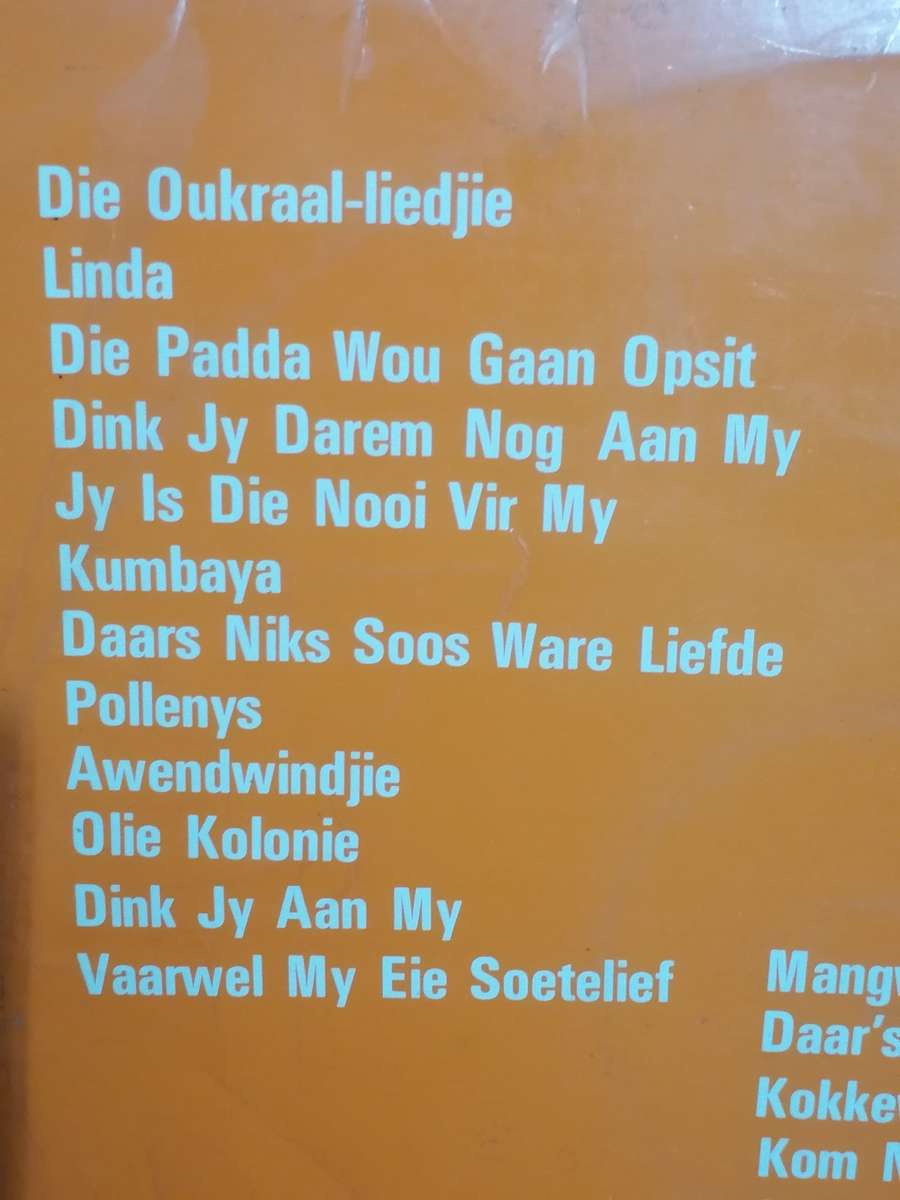 Die Oukraal-liedjie
Linda
Die Padda Wou Gaan Opsit
Dink Jy Darem Nog Aan My
Jy Is Die Nooi Vir My
Kumbaya
Daars Niks Soos Ware Liefde
Pollenys
Awendwindjie
Olie Kolonie
Dink Jy Aan My
Vaarwel My Eie Soetelief
Daar's
Kom